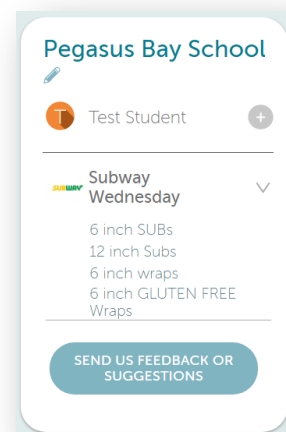 Pegasus Bay School
T Test Student +
SUBWAY Subway
Wednesday
6 inch SUBs
12 inch Subs
6 inch wraps
6 inch GLUTEN FREE
Wraps
SEND US FEEDBACK OR
SUGGESTIONS